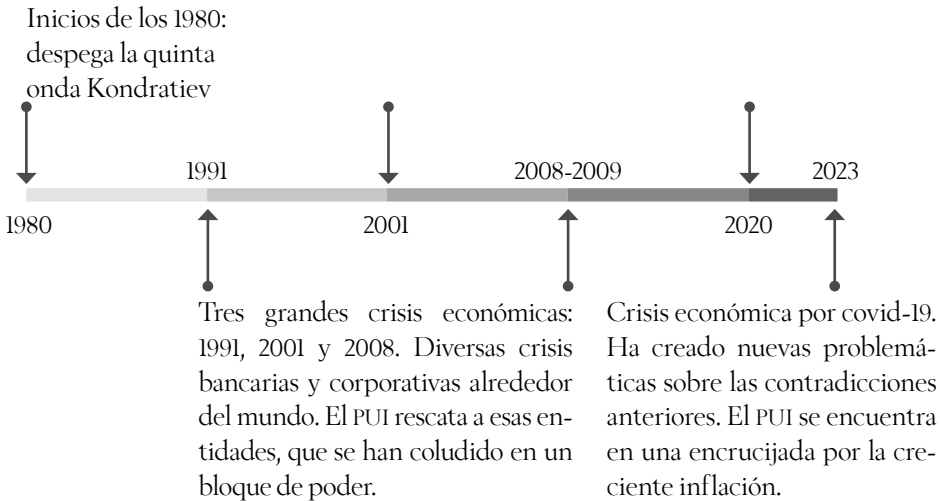 Inicios de los 1980:
despega la quinta
onda Kondratiev
1991
2008-2009
2023
1980
2001
2020
Tres grandes crisis económicas:
1991, 2001 y 2008. Diversas crisis
bancarias y corporativas alrededor
del mundo. El PUI rescata a esas en-
tidades, que se han coludido en un
bloque de poder.
Crisis económica por covid-19.
Ha creado nuevas problemá-
ticas sobre las contradicciones
anteriores. El PUI se encuentra
en una encrucijada por la cre-
ciente inflación.